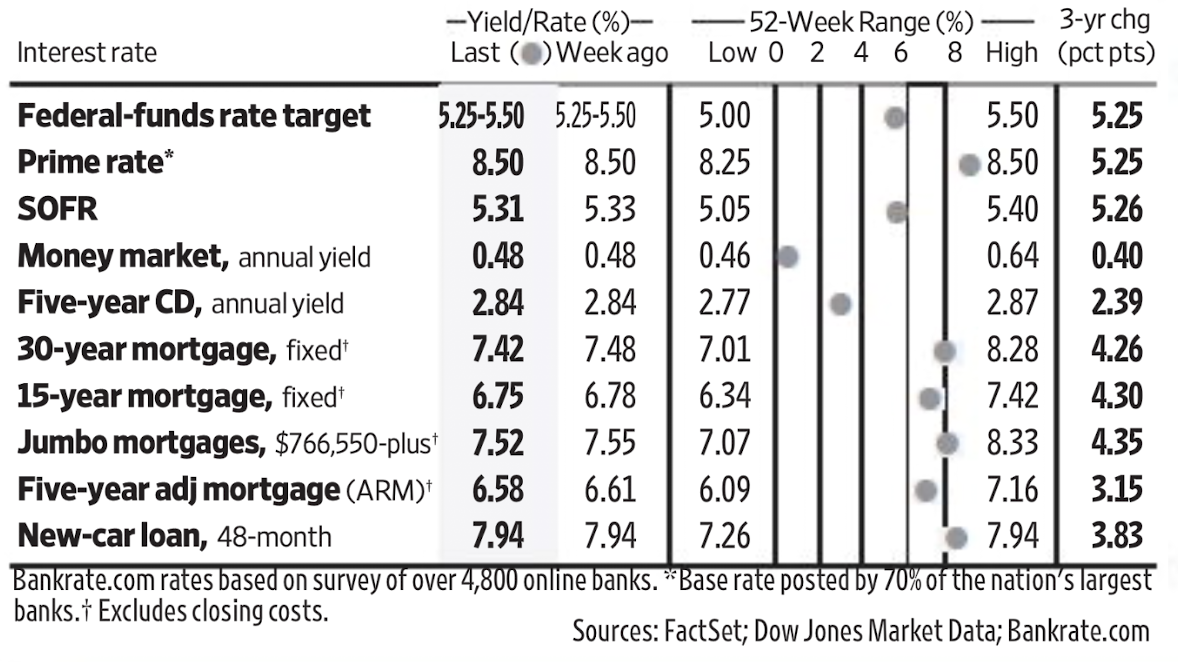 Yield/Rate (%) 52-Week Range (%) 3-yr chg
Interest rate Last (●) Week ago Low 0 2 4 6 8 High (pct pts)
Federal-funds rate target 5.25-5.50 5.25-5.50 5.00 5.50 5.25
Prime rate* 8.50 8.50 8.25 8.50 5.25
SOFR 5.31 5.33 5.05 5.40 5.26
Money market, annual yield 0.48 0.48 0.46 0.64 0.40
Five-year CD, annual yield 2.84 2.84 2.77 2.87 2.39
30-year mortgage, fixed† 7.42 7.48 7.01 8.28 4.26
15-year mortgage, fixed† 6.75 6.78 6.34 7.42 4.30
Jumbo mortgages, $766,550-plus† 7.52 7.55 7.07 8.33 4.35
Five-year adj mortgage (ARM)† 6.58 6.61 6.09 7.16 3.15
New-car loan, 48-month 7.94 7.94 7.26 7.94 3.83
Bankrate.com rates based on survey of over 4,800 online banks. *Base rate posted by 70% of the nation's largest
banks.† Excludes closing costs.
Sources: FactSet; Dow Jones Market Data; Bankrate.com